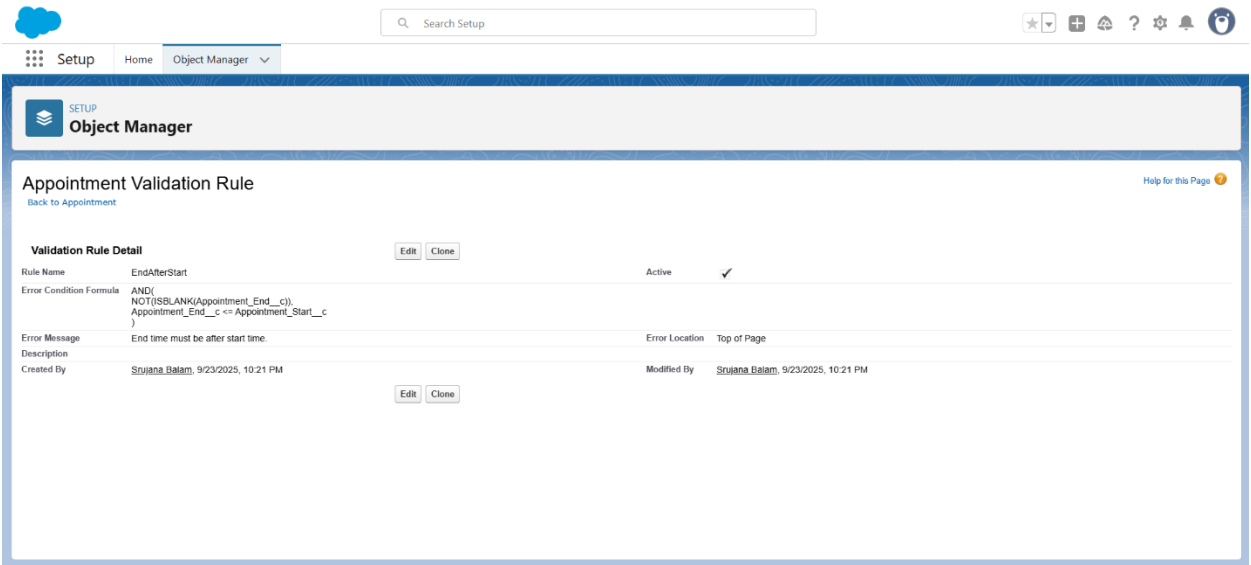 Search Setup
Setup
Home
Object Manager
SETUP
Object Manager
Appointment Validation Rule
Help for this Page
Back to Appointment
Validation Rule Detail
Edit
Clone
Rule Name
EndAfterStart
Active
Error Condition Formula
AND(
NOT(ISBLANK(Appointment_End__c)),
Appointment_End__c <= Appointment_Start__c
)
Error Message
End time must be after start time.
Error Location
Top of Page
Description
Created By
Srujana Balam, 9/23/2025, 10:21 PM
Modified By
Srujana Balam, 9/23/2025, 10:21 PM
Edit
Clone